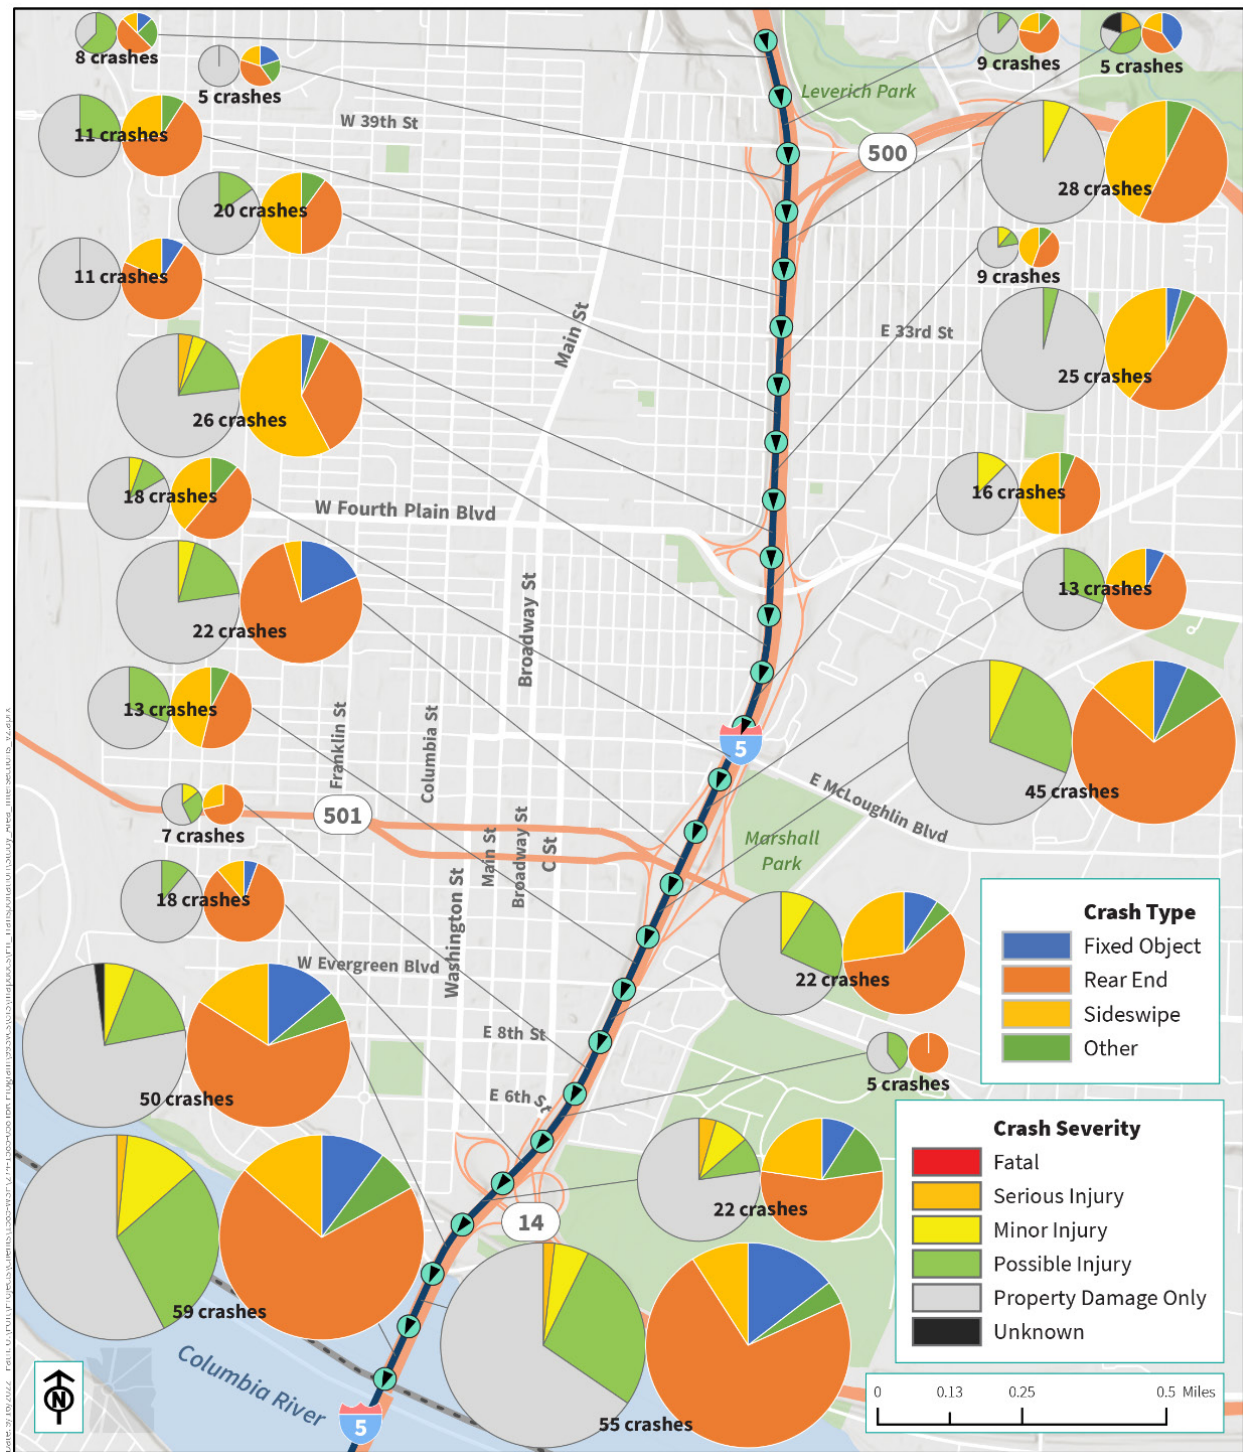 8 crashes
5 crashes
9 crashes
5 crashes
Leverich Park
W 39th St
11 crashes
500
28 crashes
20 crashes
9 crashes
11 crashes
Main St
E 33rd St
25 crashes
26 crashes
18 crashes
W Fourth Plain Blvd
16 crashes
22 crashes
Broadway St
13 crashes
13 crashes
Franklin St
Columbia St
5
E McLoughlin Blvd
45 crashes
7 crashes
501
Main St
Broadway St
C St
Marshall
Park
18 crashes
Washington St
W Evergreen Blvd
22 crashes
Crash Type
Fixed Object
Rear End
Sideswipe
Other
E 8th St
5 crashes
50 crashes
E 6th St
Crash Severity
Fatal
Serious Injury
Minor Injury
Possible Injury
Property Damage Only
Unknown
22 crashes
14
59 crashes
Columbia River
N
5
55 crashes
0 0.13 0.25 0.5 Miles